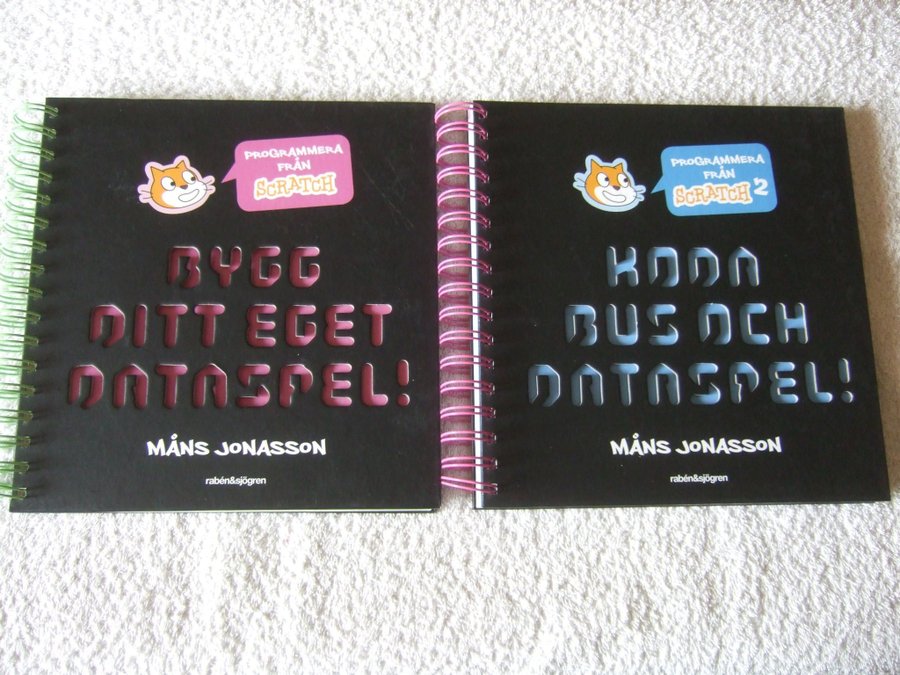 PROGRAMMERA
FRÅN
SCRATCH
BYGG
DITT EGET
DATASPEL!
MÅNS JONASSON
rabén&sjögren
PROGRAMMERA
FRÅN
SCRATCH 2
KODA
BUS OCH
DATASPEL!
MÅNS JONASSON
rabén&sjögren